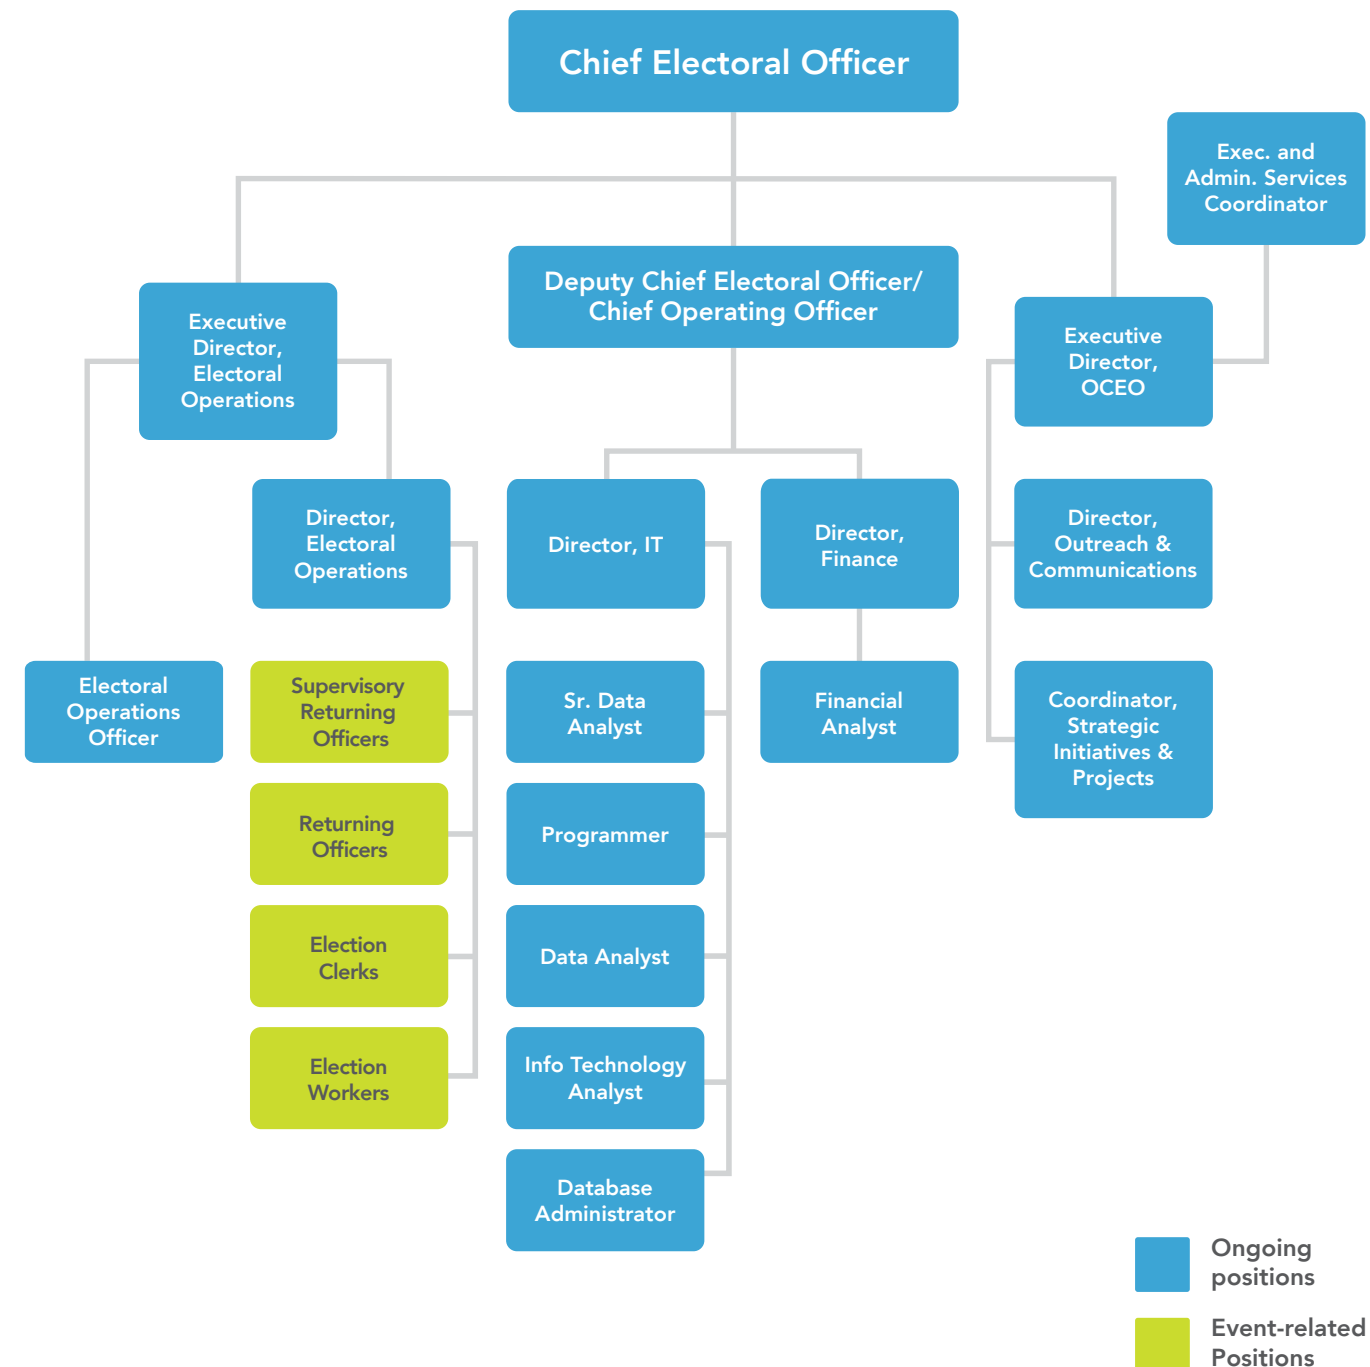 Chief Electoral Officer
Exec. and
Admin. Services
Coordinator
Deputy Chief Electoral Officer/
Chief Operating Officer
Executive
Director,
Electoral
Operations
Executive
Director,
OCEO
Director,
Electoral
Operations
Director, IT
Director,
Finance
Director,
Outreach &
Communications
Electoral
Operations
Officer
Supervisory
Returning
Officers
Sr. Data
Analyst
Financial
Analyst
Coordinator,
Strategic
Initiatives &
Projects
Returning
Officers
Programmer
Election
Clerks
Data Analyst
Election
Workers
Info Technology
Analyst
Database
Administrator
Ongoing
positions
Event-related
Positions